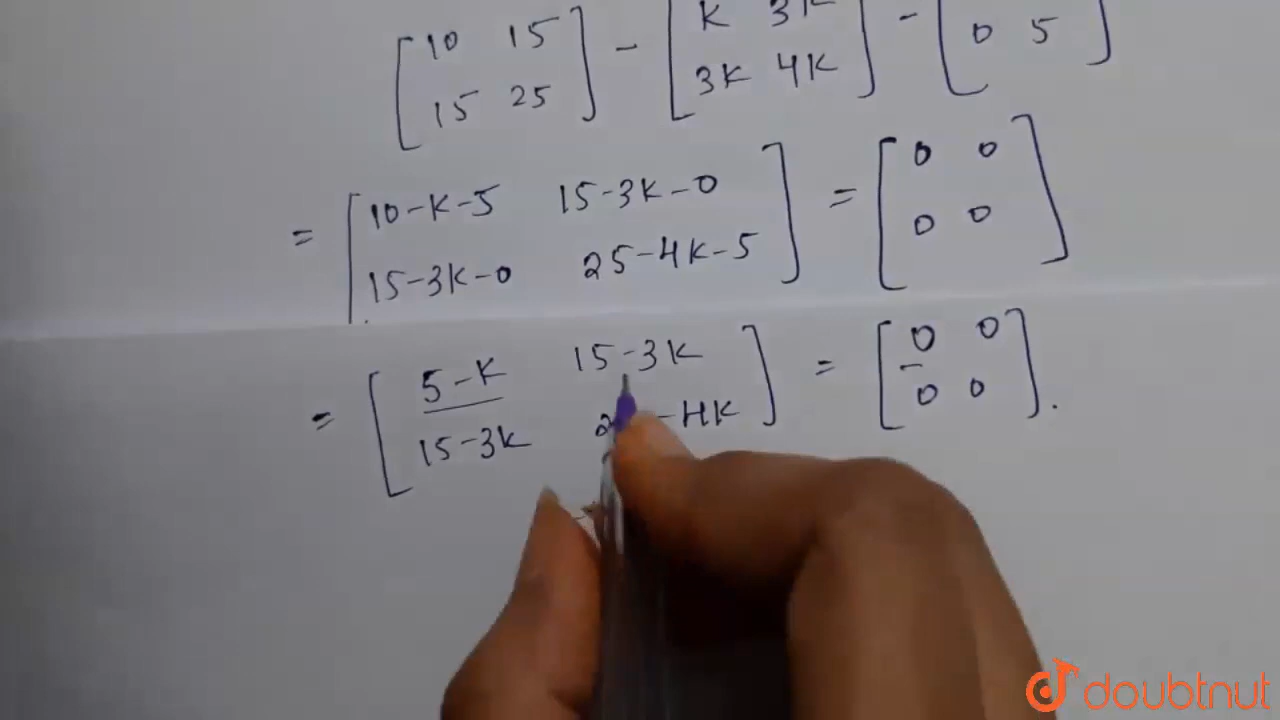 [10 15] - [K 3K] - [
[15 25] [3K 4K] [0 5]
= [10-K-5 15-3K-0] = [0 0]
[15-3K-0 25-4K-5] [0 0]
= [5-K 15-3K] = [0 0]
[15-3K -4K] [0 0].
doubtnut